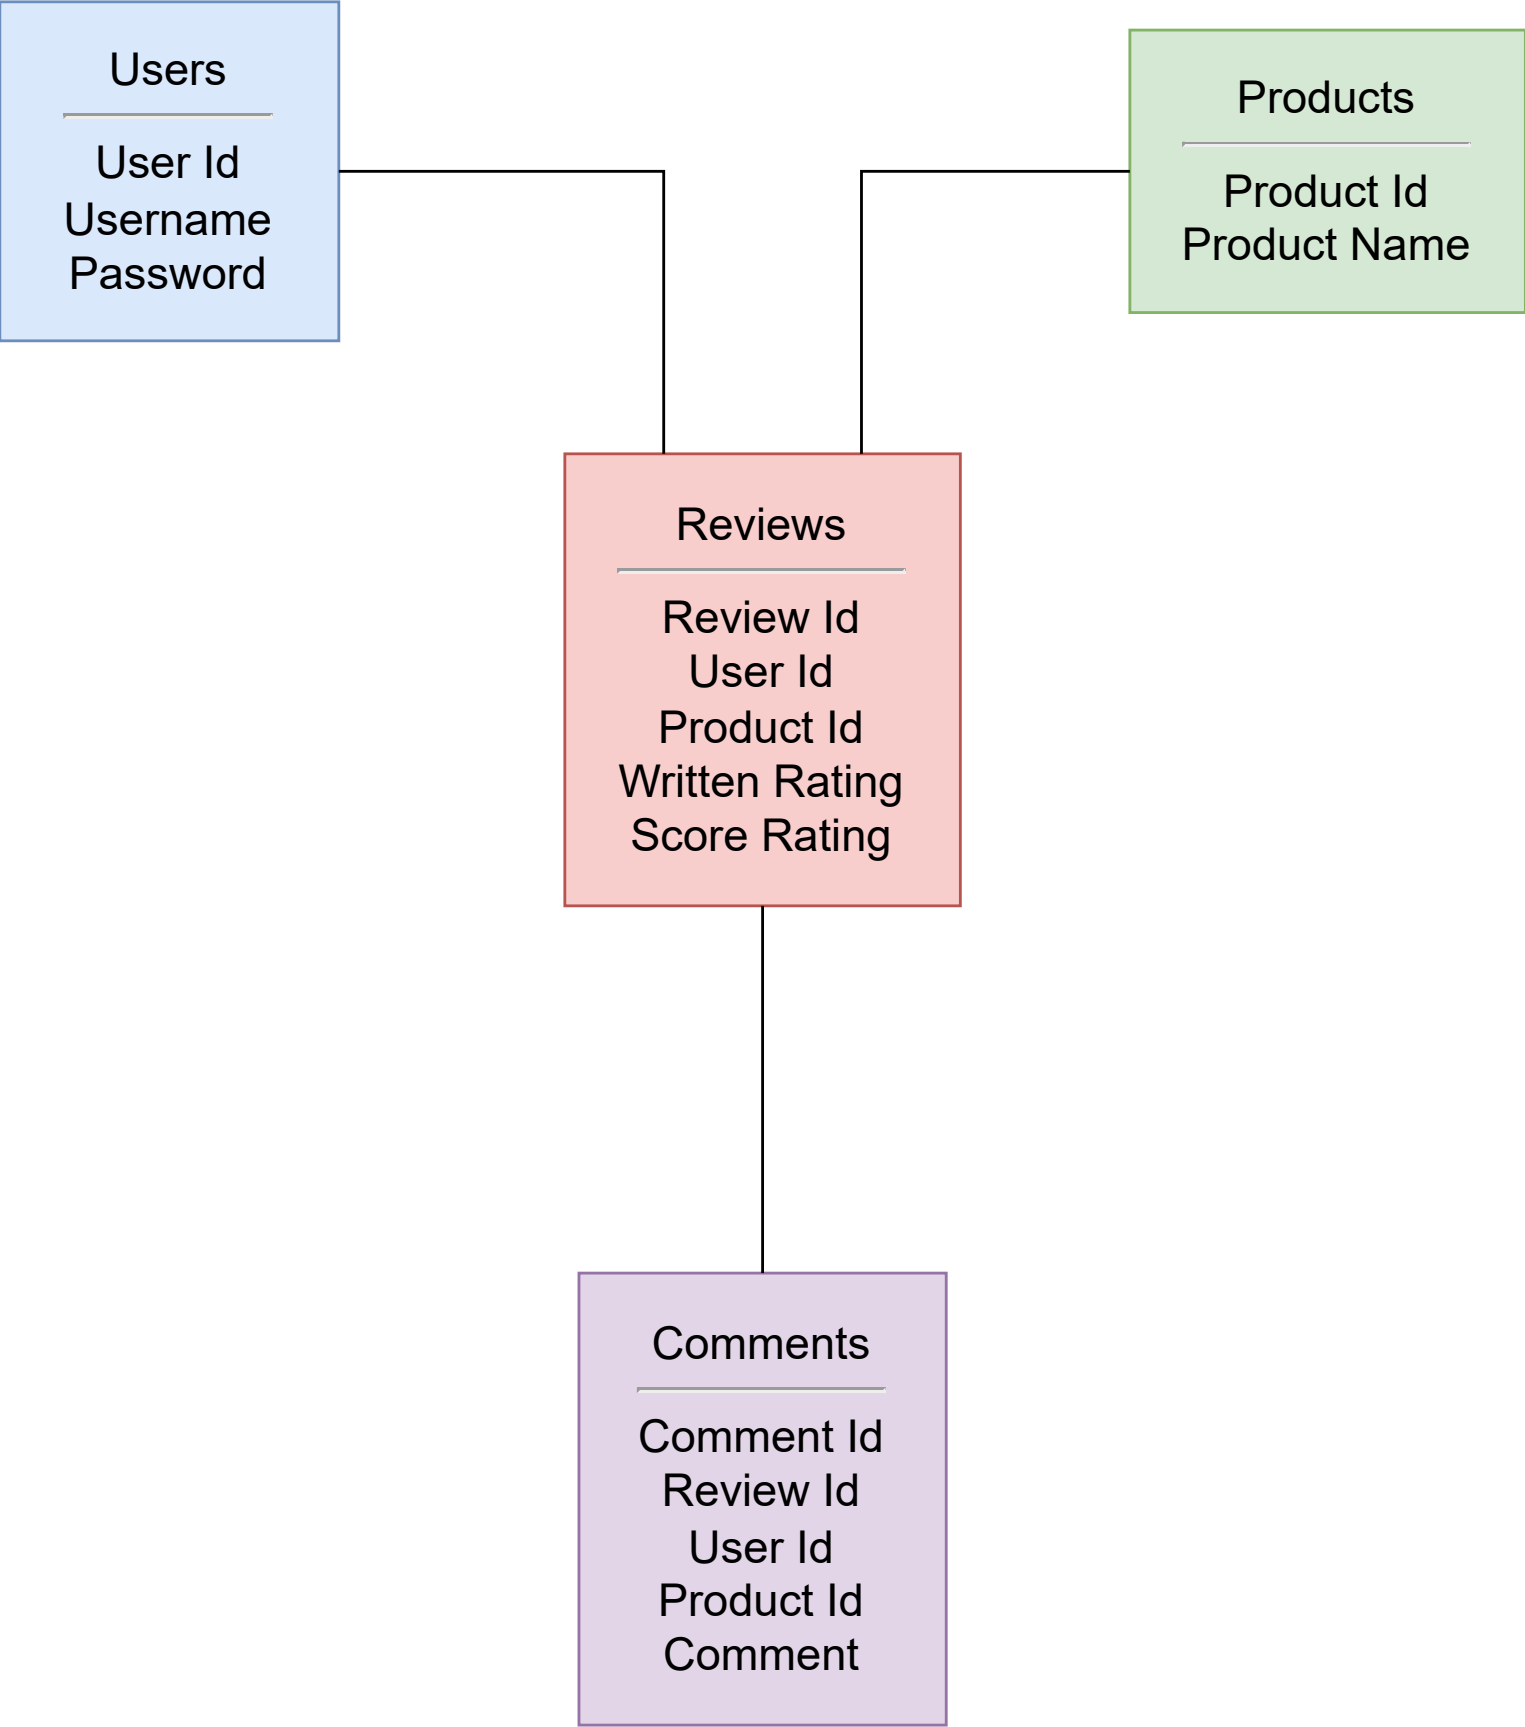 Users
User Id
Username
Password
Products
Product Id
Product Name
Reviews
Review Id
User Id
Product Id
Written Rating
Score Rating
Comments
Comment Id
Review Id
User Id
Product Id
Comment